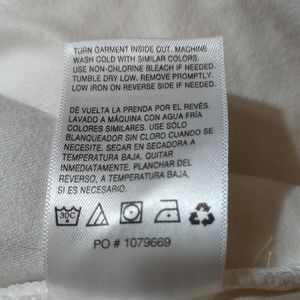 TURN GARMENT INSIDE OUT. MACHINE
WASH COLD WITH SIMILAR COLORS.
USE NON-CHLORINE BLEACH IF NEEDED.
TUMBLE DRY LOW. REMOVE PROMPTLY.
LOW IRON ON REVERSE SIDE IF NEEDED.
DÉ VUELTA LA PRENDA POR EL REVÉS.
LAVADO A MÁQUINA CON AGUA FRÍA
COLORES SIMILARES. USE SOLO
BLANQUEADOR SIN CLORO CUANDO SE
NECESITE. SECAR EN SECADORA A
TEMPERATURA BAJA. QUITAR
INMEDIATAMENTE. PLANCHAR DEL
REVERSO, A TEMPERATURA BAJA,
SI ES NECESARIO.
30C
PO # 1079669